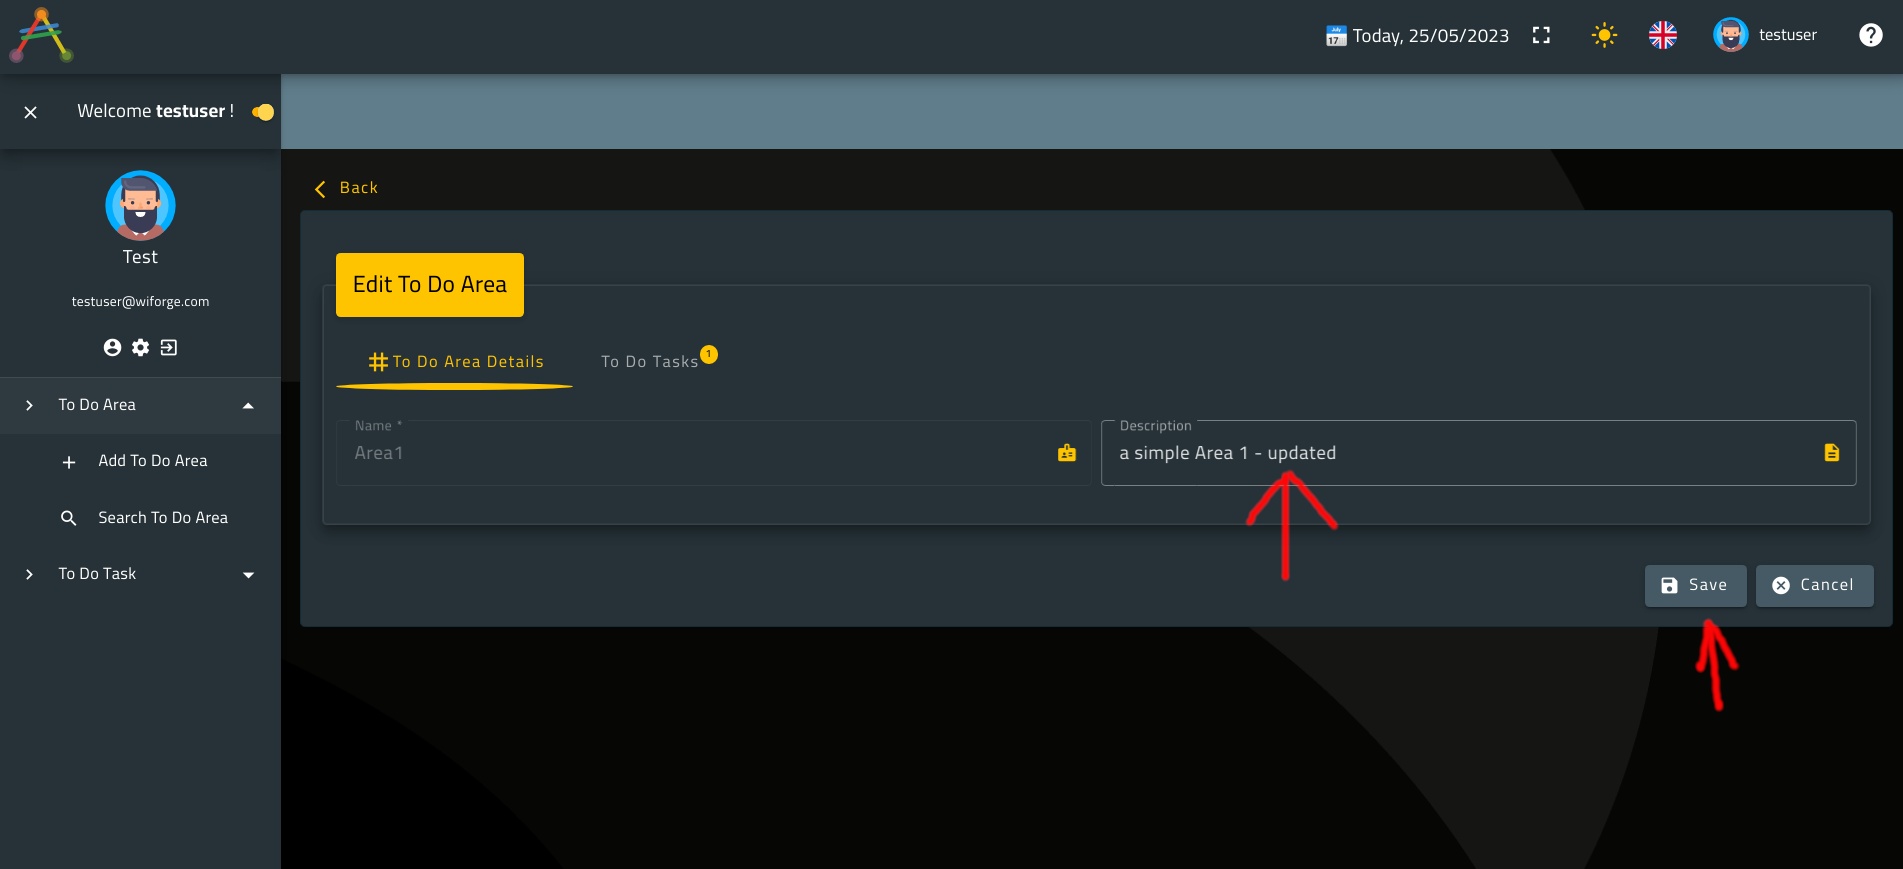 Today, 25/05/2023
testuser
Welcome testuser !
Test
testuser@wiforge.com
To Do Area
Add To Do Area
Search To Do Area
To Do Task
Back
Edit To Do Area
To Do Area Details
To Do Tasks 1
Name *
Area1
Description
a simple Area 1 - updated
Save
Cancel